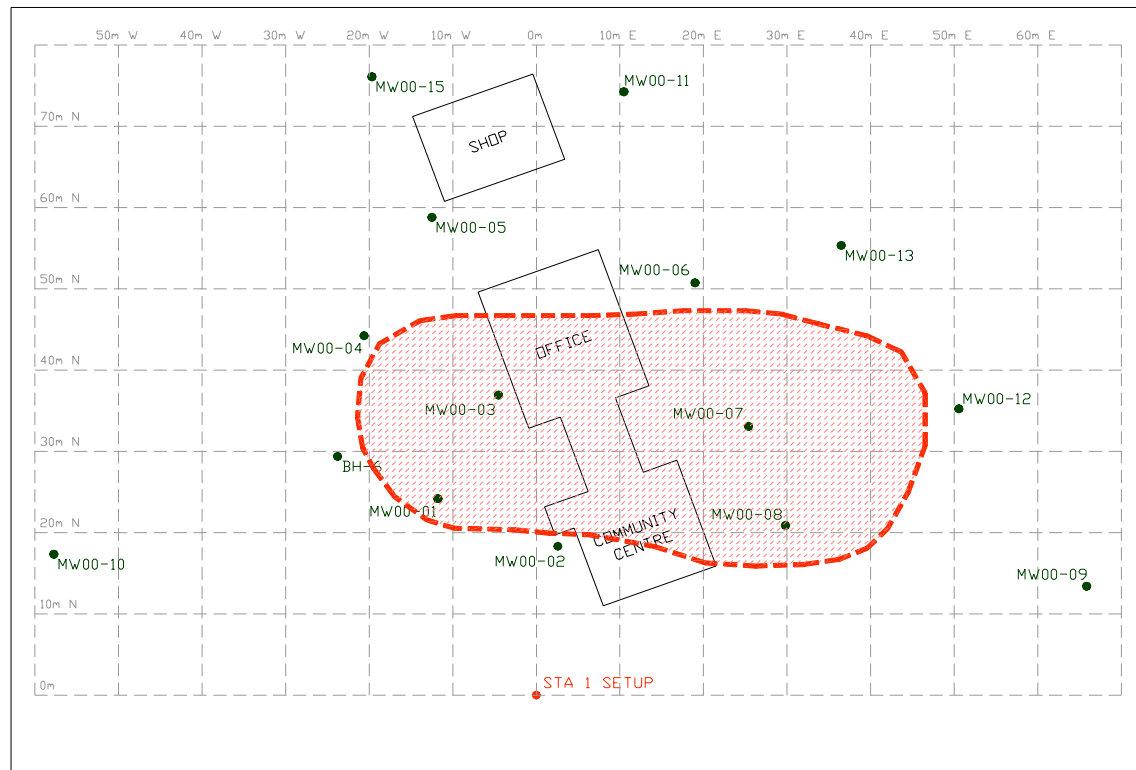 50m W 40m W 30m W 20m W 10m W 0m 10m E 20m E 30m E 40m E 50m E 60m E
MW00-15
MW00-11
70m N
SHOP
60m N
MW00-05
MW00-13
MW00-06
50m N
MW00-04
OFFICE
40m N
MW00-12
MW00-03
MW00-07
30m N
BH-6
MW00-01
MW00-08
20m N
COMMUNITY
CENTRE
MW00-02
MW00-10
MW00-09
10m N
0m
STA 1 SETUP